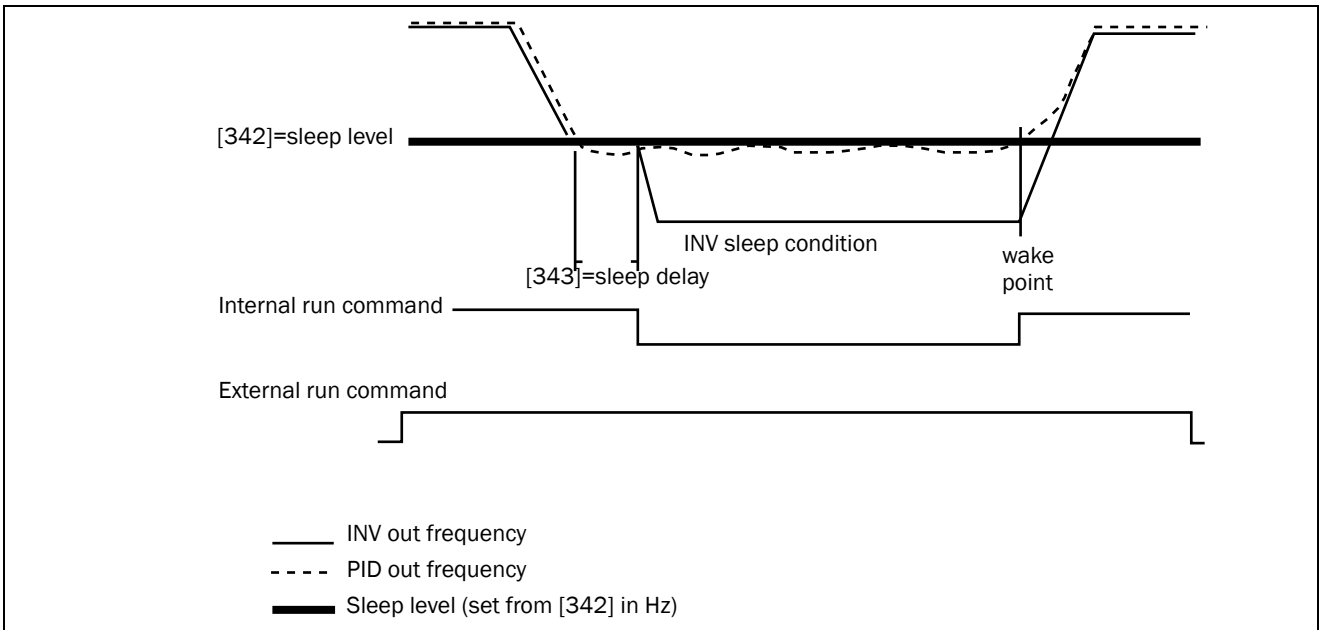 [342]=sleep level
INV sleep condition
wake
point
[343]=sleep delay
Internal run command
External run command
INV out frequency
PID out frequency
Sleep level (set from [342] in Hz)